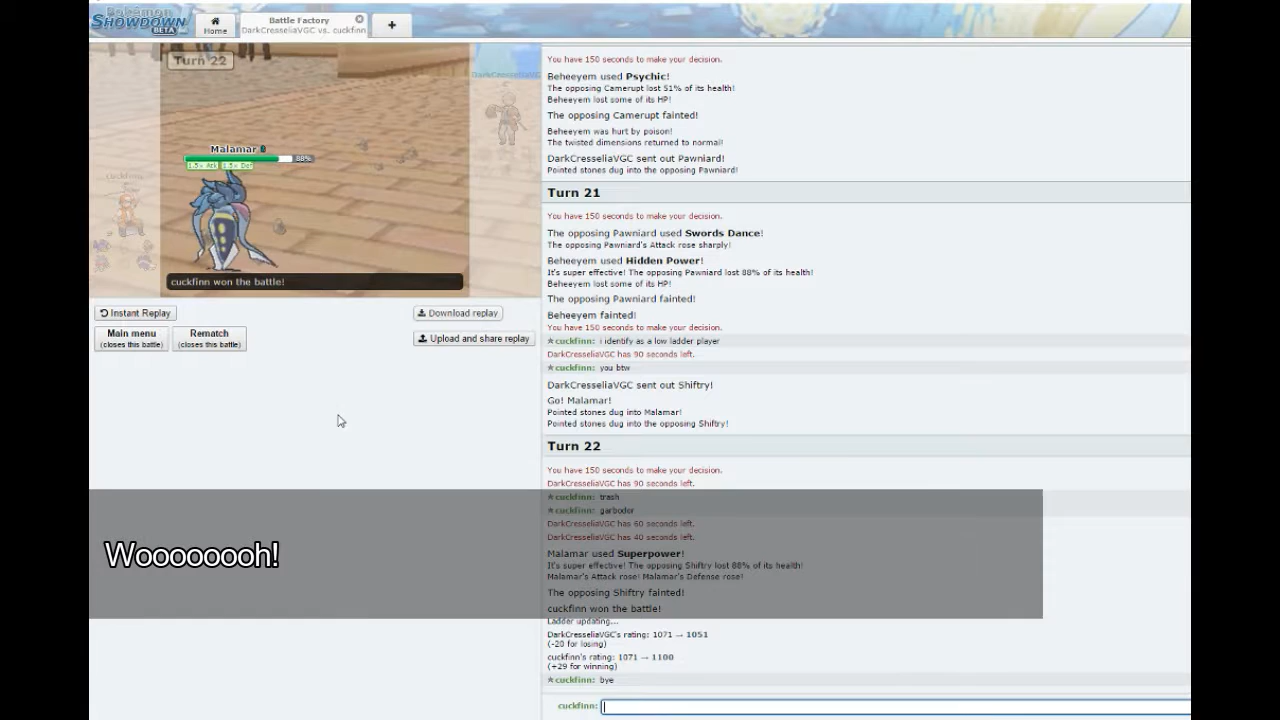 Pokémon
SHOWDOWN
BETA
Home
Battle Factory
DarkCresseliaVGC vs. cuckfinn
+
Turn 22
DarkCresseliaVGC
Malamar
88%
1.5× Atk 1.5× Def
cuckfinn
cuckfinn won the battle!
Instant Replay
Download replay
Main menu
(closes this battle)
Rematch
(closes this battle)
Upload and share replay
You have 150 seconds to make your decision.
Beheeyem used Psychic!
The opposing Camerupt lost 51% of its health!
Beheeyem lost some of its HP!
The opposing Camerupt fainted!
Beheeyem was hurt by poison!
The twisted dimensions returned to normal!
DarkCresseliaVGC sent out Pawniard!
Pointed stones dug into the opposing Pawniard!
Turn 21
You have 150 seconds to make your decision.
The opposing Pawniard used Swords Dance!
The opposing Pawniard's Attack rose sharply!
Beheeyem used Hidden Power!
It's super effective! The opposing Pawniard lost 88% of its health!
Beheeyem lost some of its HP!
The opposing Pawniard fainted!
Beheeyem fainted!
You have 150 seconds to make your decision.
☆cuckfinn: i identify as a low ladder player
DarkCresseliaVGC has 90 seconds left.
☆cuckfinn: you btw
DarkCresseliaVGC sent out Shiftry!
Go! Malamar!
Pointed stones dug into Malamar!
Pointed stones dug into the opposing Shiftry!
Turn 22
You have 150 seconds to make your decision.
DarkCresseliaVGC has 90 seconds left.
☆cuckfinn: trash
☆cuckfinn: garbodor
DarkCresseliaVGC has 60 seconds left.
DarkCresseliaVGC has 40 seconds left.
Malamar used Superpower!
It's super effective! The opposing Shiftry lost 88% of its health!
Malamar's Attack rose! Malamar's Defense rose!
The opposing Shiftry fainted!
cuckfinn won the battle!
Ladder updating...
DarkCresseliaVGC's rating: 1071 → 1051
(-20 for losing)
cuckfinn's rating: 1071 → 1100
(+29 for winning)
☆cuckfinn: bye
cuckfinn:
Wooooooooh!